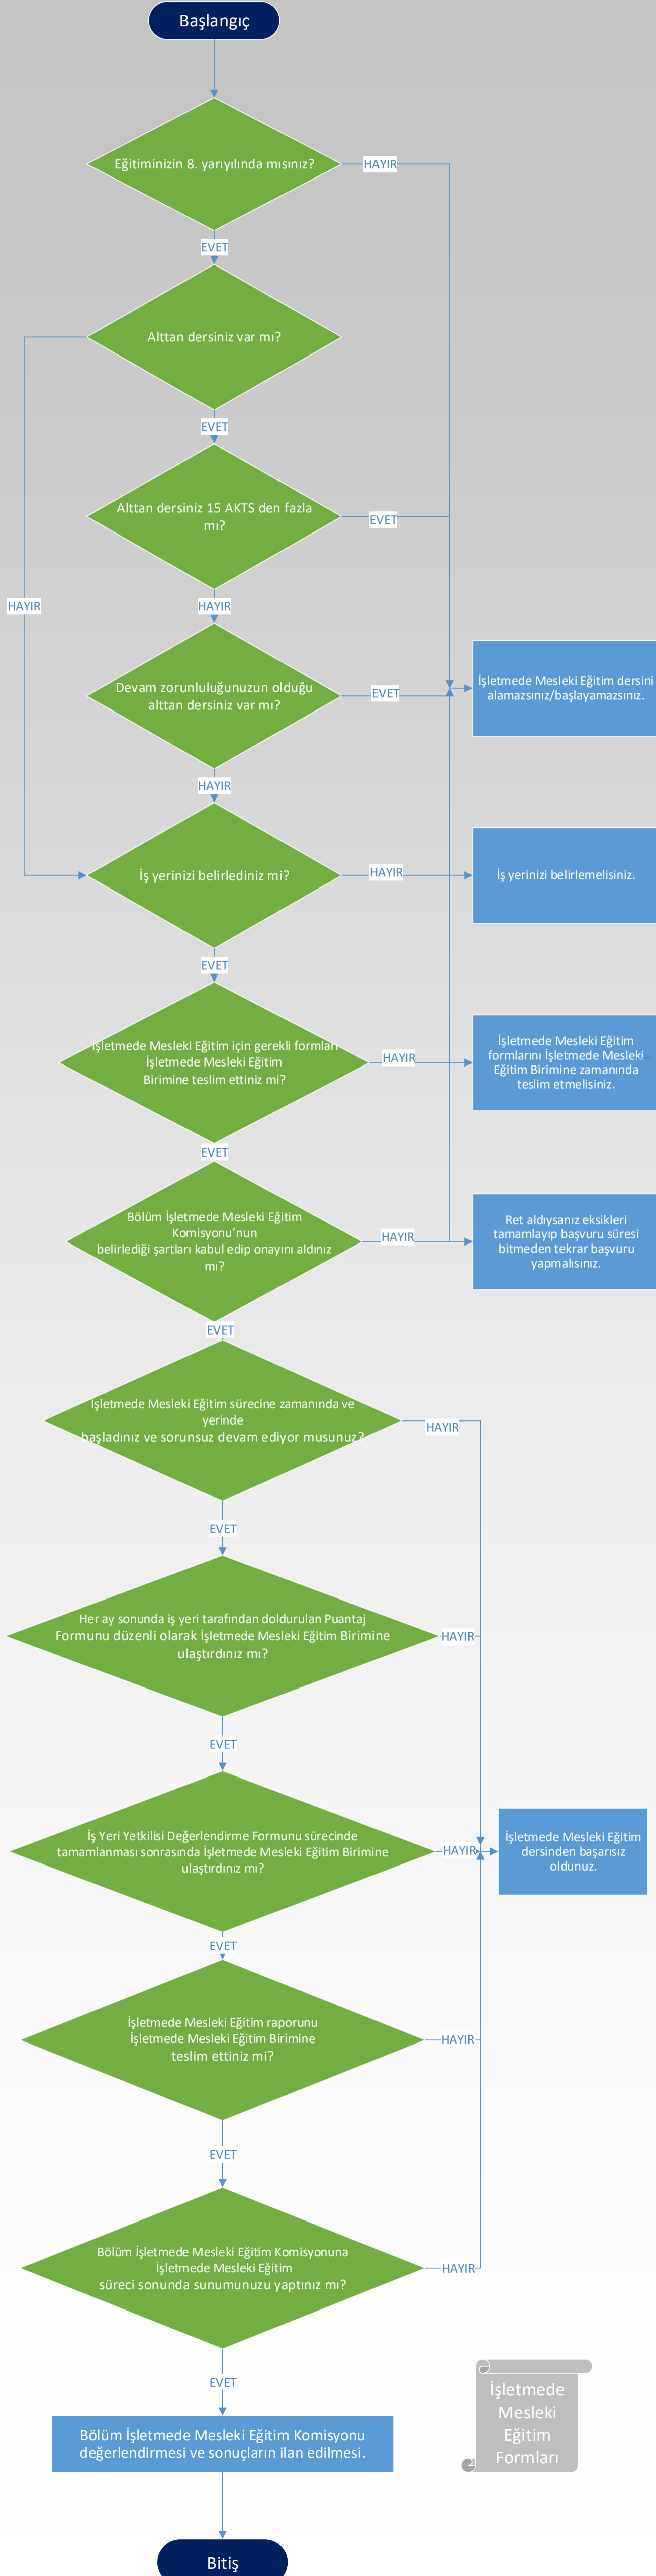 Başlangıç
Eğitiminizin 8. yarıyılında mısınız?
HAYIR
EVET
Alttan dersiniz var mı?
EVET
Alttan dersiniz 15 AKTS den fazla
mı?
EVET
HAYIR
HAYIR
Devam zorunluluğunuzun olduğu
alttan dersiniz var mı?
EVET
İşletmede Mesleki Eğitim dersini
alamazsınız/başlayamazsınız.
HAYIR
İş yerinizi belirlediniz mi?
HAYIR
İş yerinizi belirlemelisiniz.
EVET
İşletmede Mesleki Eğitim için gerekli formları
İşletmede Mesleki Eğitim
Birimine teslim ettiniz mi?
HAYIR
İşletmede Mesleki Eğitim
formlarını İşletmede Mesleki
Eğitim Birimine zamanında
teslim etmelisiniz.
EVET
Bölüm İşletmede Mesleki Eğitim
Komisyonu’nun
belirlediği şartları kabul edip onayını aldınız
mı?
HAYIR
Ret aldıysanız eksikleri
tamamlayıp başvuru süresi
bitmeden tekrar başvuru
yapmalısınız.
EVET
İşletmede Mesleki Eğitim sürecine zamanında ve
yerinde
başladınız ve sorunsuz devam ediyor musunuz?
HAYIR
EVET
Her ay sonunda iş yeri tarafından doldurulan Puantaj
Formunu düzenli olarak İşletmede Mesleki Eğitim Birimine
ulaştırdınız mı?
HAYIR
EVET
İş Yeri Yetkilisi Değerlendirme Formunu sürecinde
tamamlanması sonrasında İşletmede Mesleki Eğitim Birimine
ulaştırdınız mı?
HAYIR
İşletmede Mesleki Eğitim
dersinden başarısız
oldunuz.
EVET
İşletmede Mesleki Eğitim raporunu
İşletmede Mesleki Eğitim Birimine
teslim ettiniz mi?
HAYIR
EVET
Bölüm İşletmede Mesleki Eğitim Komisyonuna
İşletmede Mesleki Eğitim
süreci sonunda sunumunuzu yaptınız mı?
HAYIR
EVET
İşletmede
Mesleki
Eğitim
Formları
Bölüm İşletmede Mesleki Eğitim Komisyonu
değerlendirmesi ve sonuçların ilan edilmesi.
Bitiş